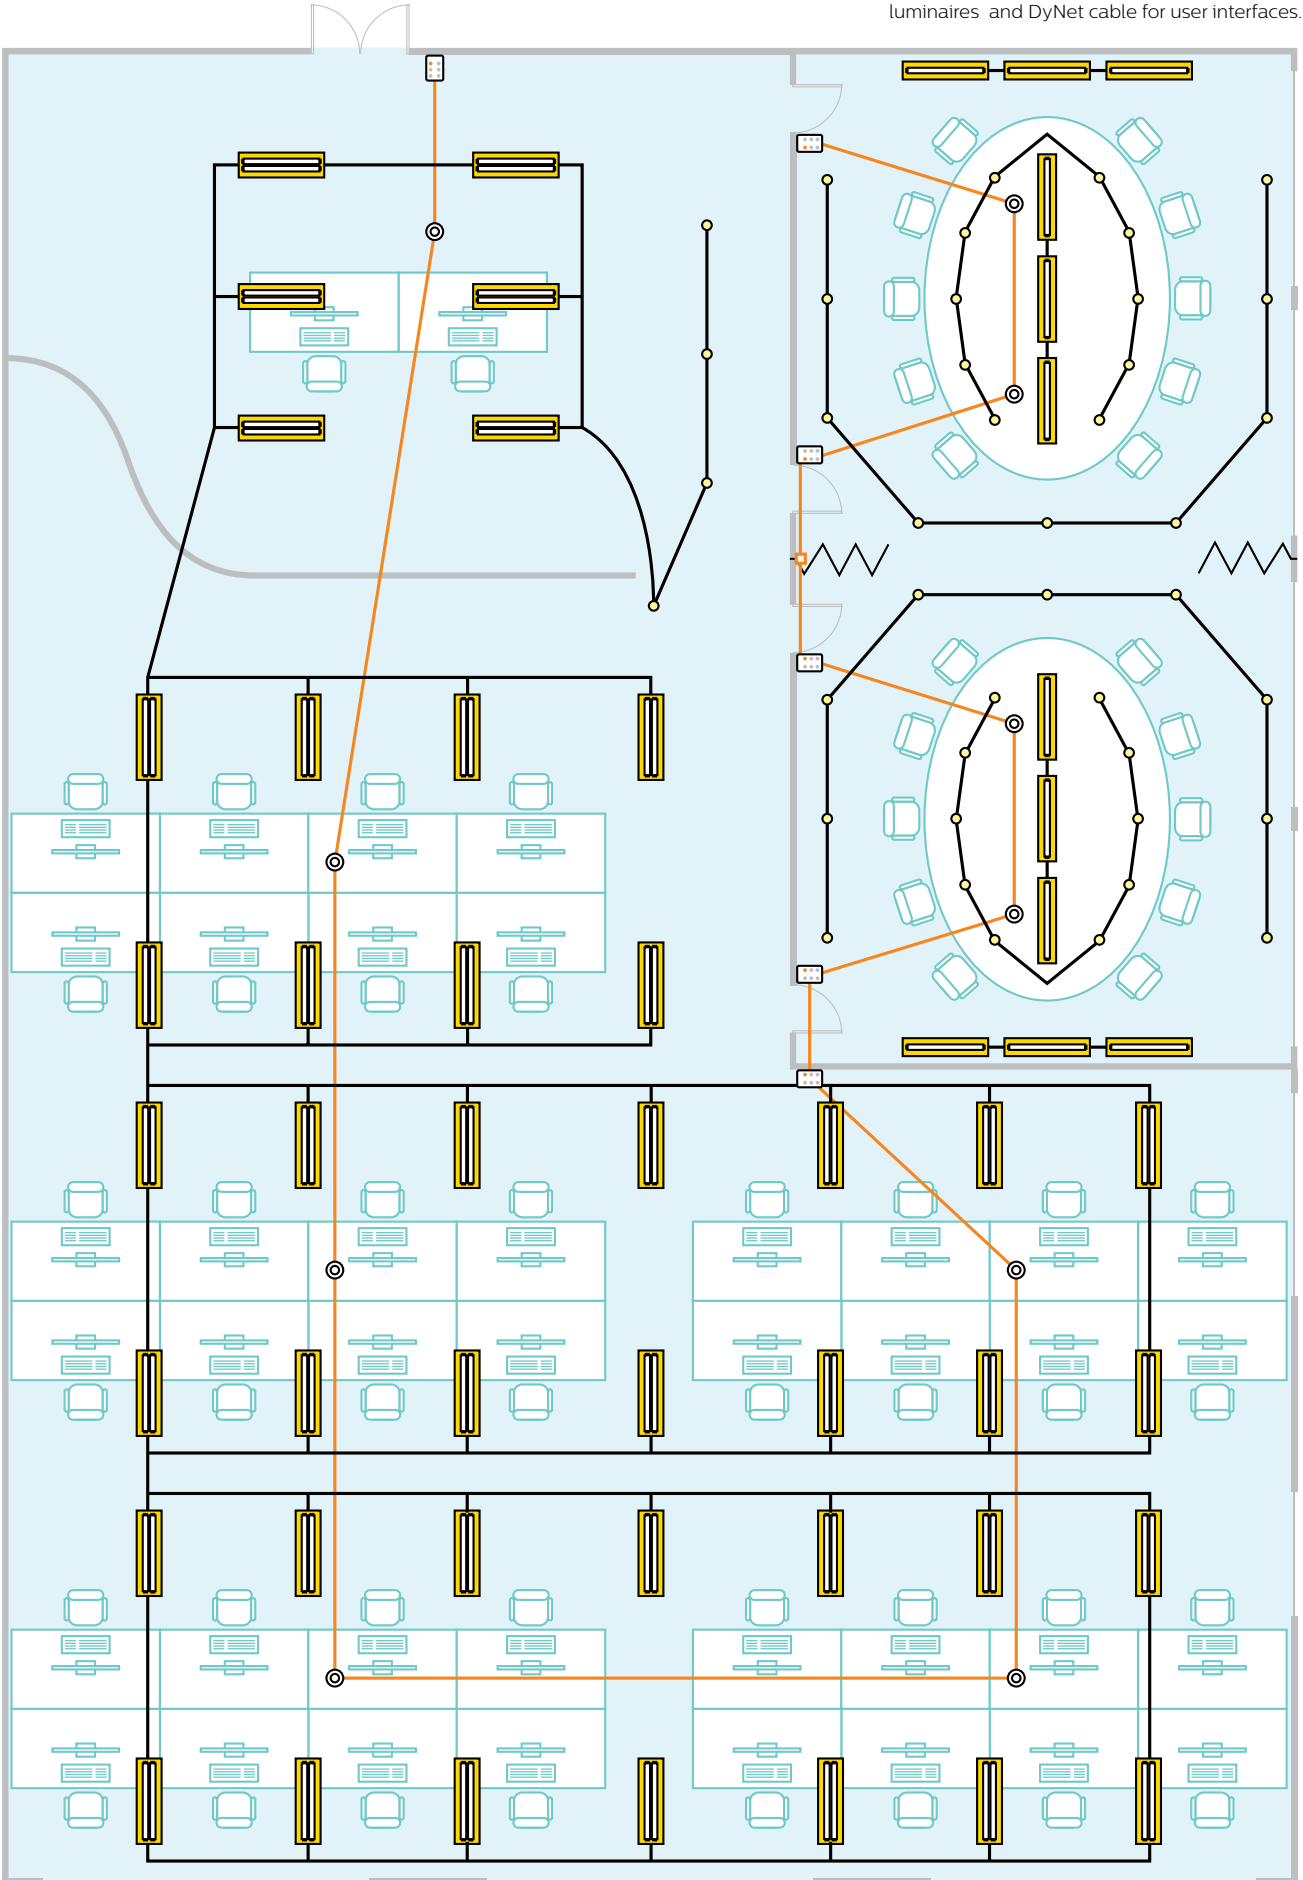 luminaires and DyNet cable for user interfaces.